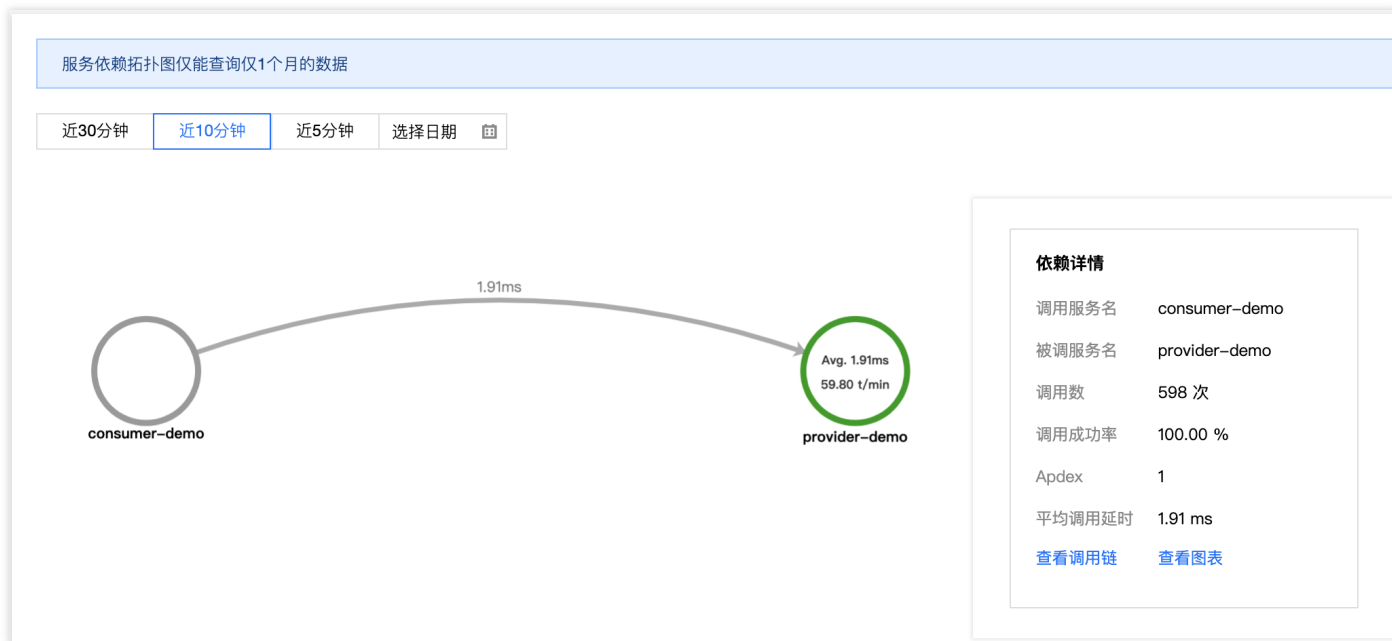 服务依赖拓扑图仅能查询仅1个月的数据
近30分钟 近10分钟 近5分钟 选择日期
1.91ms
Avg. 1.91ms
59.80 t/min
consumer-demo
provider-demo
依赖详情
调用服务名 consumer-demo
被调服务名 provider-demo
调用数 598 次
调用成功率 100.00 %
Apdex 1
平均调用延时 1.91 ms
查看调用链 查看图表